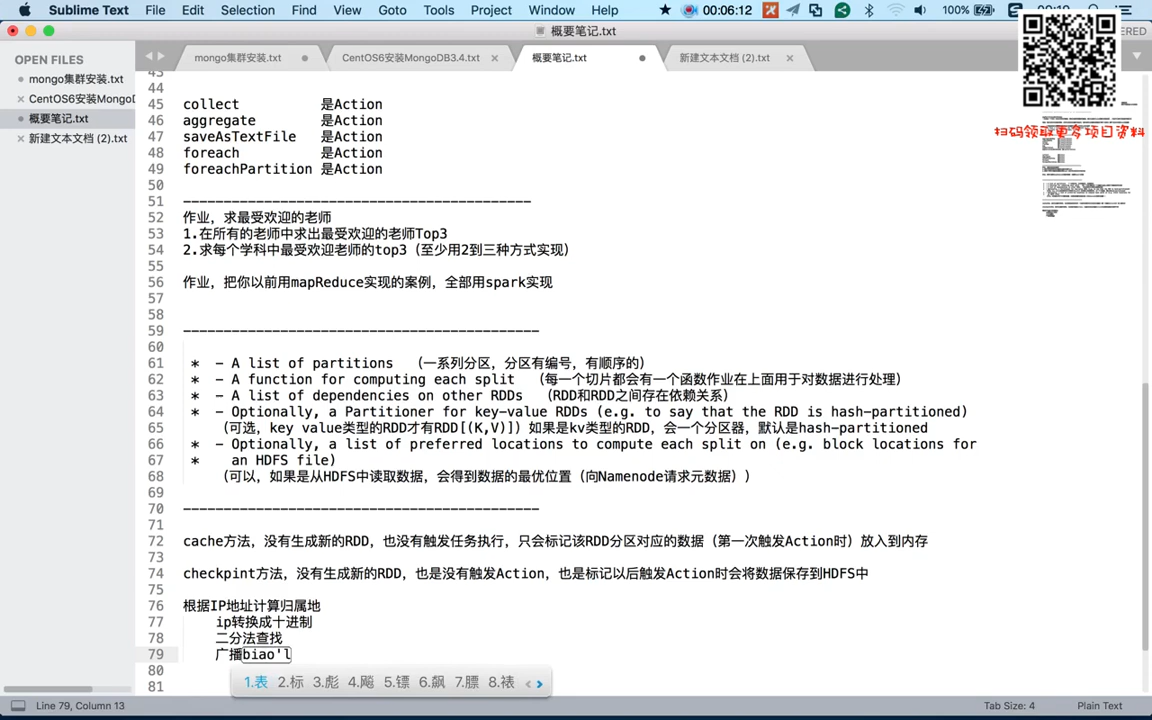 Sublime Text File Edit Selection Find View Goto Tools Project Window Help 00:06:12 100%
概要笔记.txt
OPEN FILES
mongo集群安装.txt
CentOS6安装MongoD
概要笔记.txt
新建文本文档 (2).txt
mongo集群安装.txt CentOS6安装MongoDB3.4.txt 概要笔记.txt 新建文本文档 (2).txt
扫码领取更多项目资料
43
44
45 collect 是Action
46 aggregate 是Action
47 saveAsTextFile 是Action
48 foreach 是Action
49 foreachPartition 是Action
50
51 -------------------------------------------
52 作业，求最受欢迎的老师
53 1.在所有的老师中求出最受欢迎的老师Top3
54 2.求每个学科中最受欢迎老师的top3（至少用2到三种方式实现）
55
56 作业，把你以前用mapReduce实现的案例，全部用spark实现
57
58
59 --------------------------------------------
60
61 * - A list of partitions （一系列分区，分区有编号，有顺序的）
62 * - A function for computing each split （每一个切片都会有一个函数作业在上面用于对数据进行处理）
63 * - A list of dependencies on other RDDs （RDD和RDD之间存在依赖关系）
64 * - Optionally, a Partitioner for key-value RDDs (e.g. to say that the RDD is hash-partitioned)
65 （可选，key value类型的RDD才有RDD[(K,V)]）如果是kv类型的RDD，会一个分区器，默认是hash-partitioned
66 * - Optionally, a list of preferred locations to compute each split on (e.g. block locations for
67 * an HDFS file)
68 （可以，如果是从HDFS中读取数据，会得到数据的最优位置（向Namenode请求元数据））
69
70 --------------------------------------------
71
72 cache方法，没有生成新的RDD，也没有触发任务执行，只会标记该RDD分区对应的数据（第一次触发Action时）放入到内存
73
74 checkpint方法，没有生成新的RDD，也是没有触发Action，也是标记以后触发Action时会将数据保存到HDFS中
75
76 根据IP地址计算归属地
77 ip转换成十进制
78 二分法查找
79 广播biao'l
80
81
1.表 2.标 3.彪 4.飚 5.镖 6.飙 7.膘 8.裱
Line 79, Column 13 Tab Size: 4 Plain Text